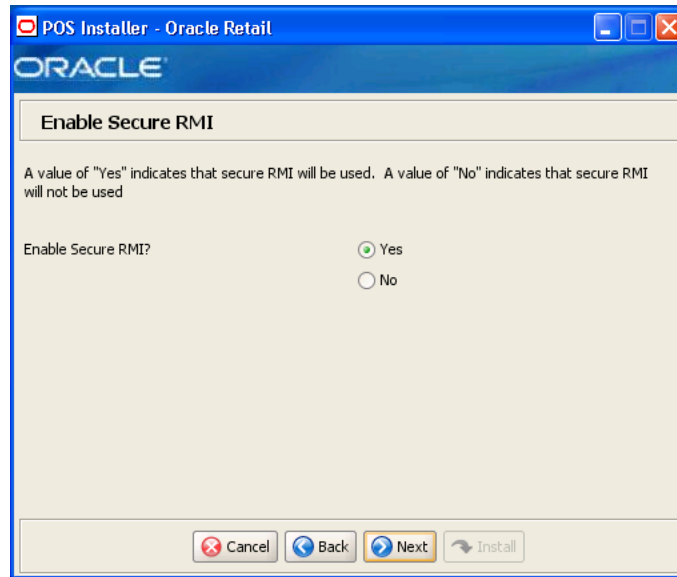 POS Installer - Oracle Retail
ORACLE
Enable Secure RMI
A value of "Yes" indicates that secure RMI will be used. A value of "No" indicates that secure RMI
will not be used
Enable Secure RMI?
Yes
No
Cancel
Back
Next
Install